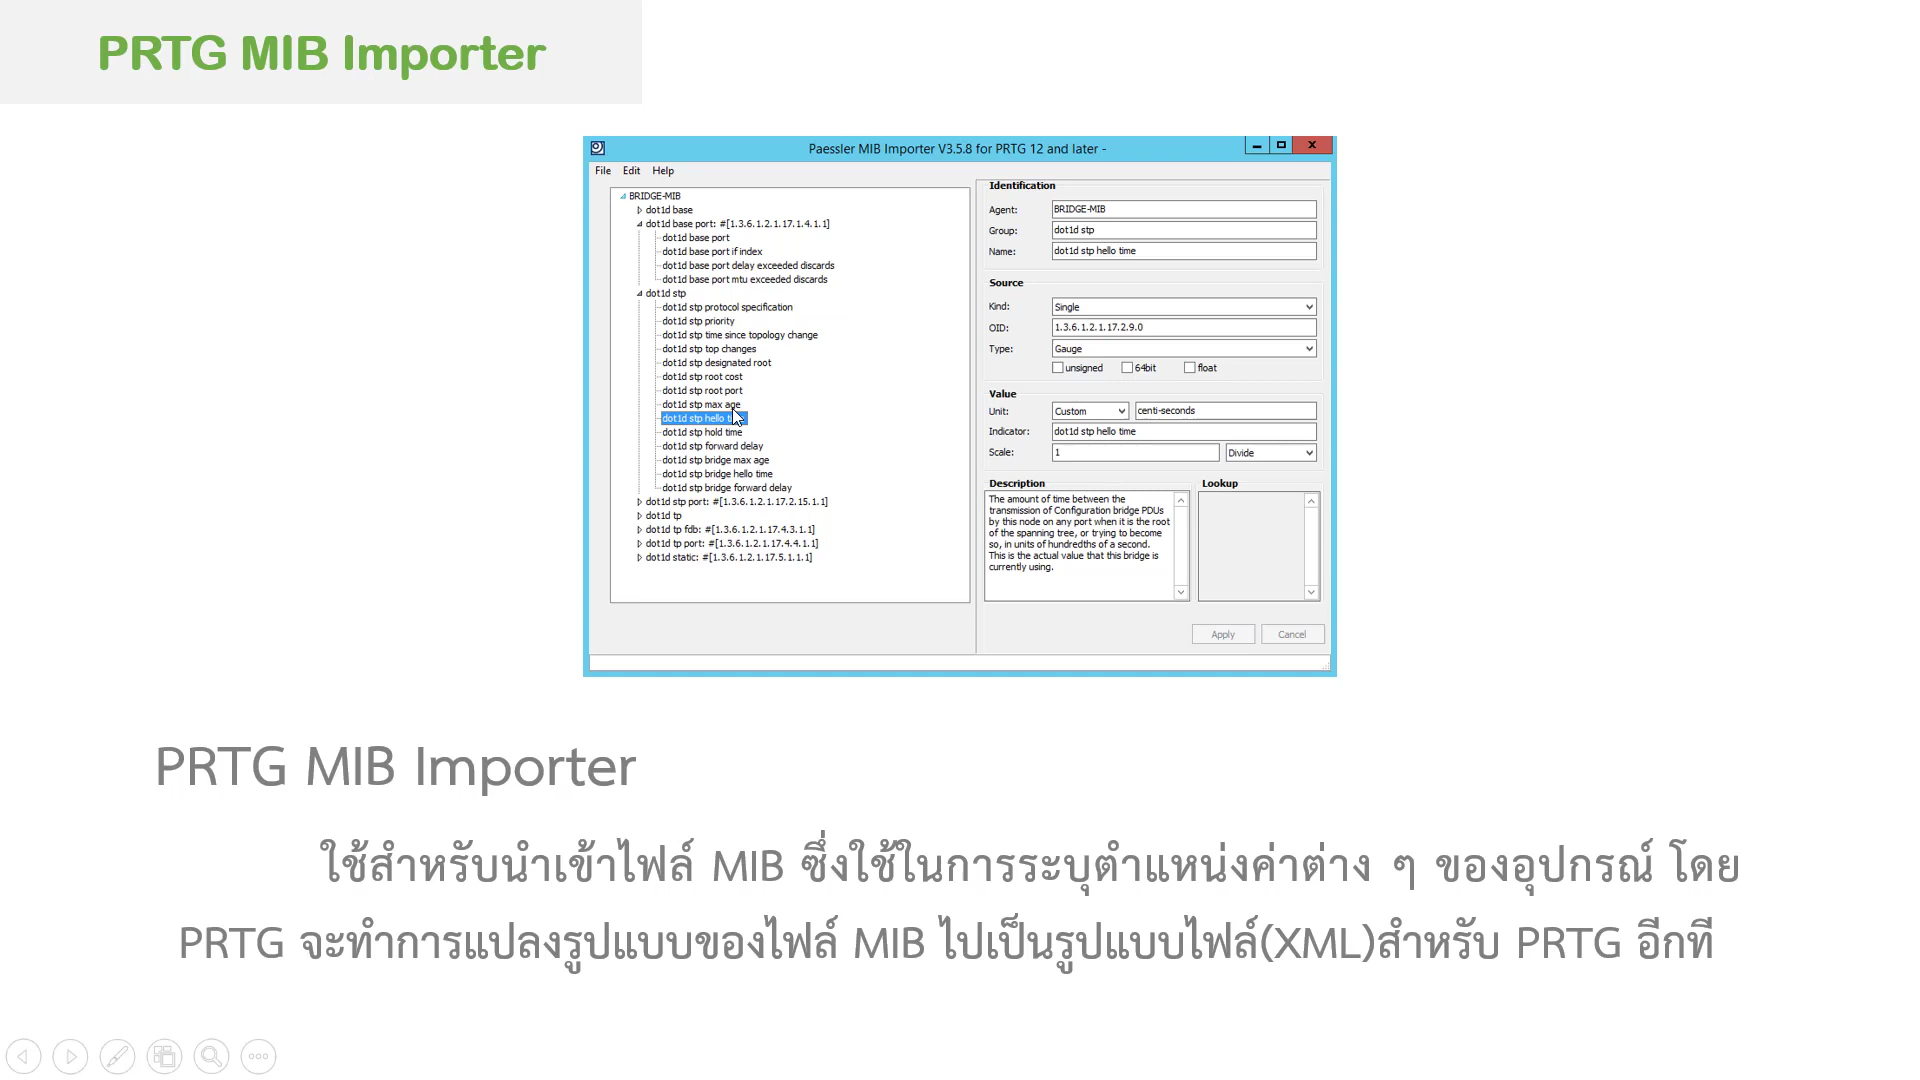 PRTG MIB Importer
Paessler MIB Importer V3.5.8 for PRTG 12 and later -
File Edit Help
BRIDGE-MIB
dot1d base
dot1d base port: #[1.3.6.1.2.1.17.1.4.1.1]
dot1d base port
dot1d base port if index
dot1d base port delay exceeded discards
dot1d base port mtu exceeded discards
dot1d stp
dot1d stp protocol specification
dot1d stp priority
dot1d stp time since topology change
dot1d stp top changes
dot1d stp designated root
dot1d stp root cost
dot1d stp root port
dot1d stp max age
dot1d stp hello
dot1d stp hold time
dot1d stp forward delay
dot1d stp bridge max age
dot1d stp bridge hello time
dot1d stp bridge forward delay
dot1d stp port: #[1.3.6.1.2.1.17.2.15.1.1]
dot1d tp
dot1d tp fdb: #[1.3.6.1.2.1.17.4.3.1.1]
dot1d tp port: #[1.3.6.1.2.1.17.4.4.1.1]
dot1d static: #[1.3.6.1.2.1.17.5.1.1.1]
Identification
Agent: BRIDGE-MIB
Group: dot1d stp
Name: dot1d stp hello time
Source
Kind: Single
OID: 1.3.6.1.2.1.17.2.9.0
Type: Gauge
unsigned 64bit float
Value
Unit: Custom centi-seconds
Indicator: dot1d stp hello time
Scale: 1 Divide
Description
The amount of time between the
transmission of Configuration bridge PDUs
by this node on any port when it is the root
of the spanning tree, or trying to become
so, in units of hundredths of a second.
This is the actual value that this bridge is
currently using.
Lookup
Apply Cancel
PRTG MIB Importer
ใช้สำหรับนำเข้าไฟล์ MIB ซึ่งใช้ในการระบุตำแหน่งค่าต่าง ๆ ของอุปกรณ์ โดย
PRTG จะทำการแปลงรูปแบบของไฟล์ MIB ไปเป็นรูปแบบไฟล์(XML)สำหรับ PRTG อีกที